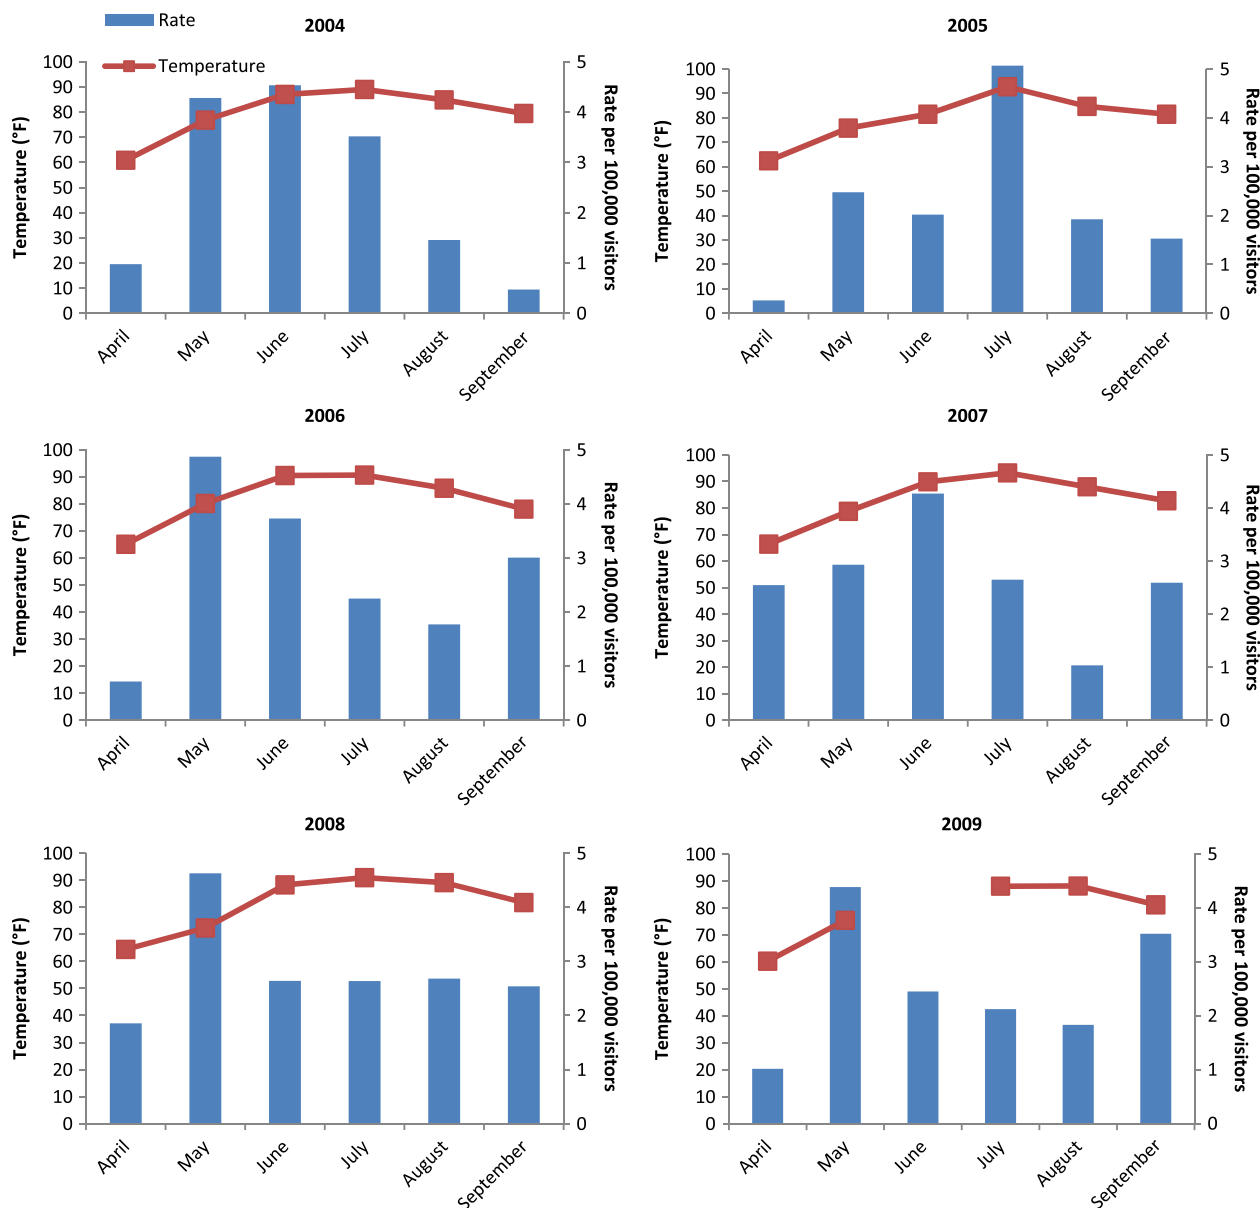 Rate
Temperature
2004
100
90
80
70
60
50
40
30
20
10
0
Temperature (°F)
5
4
3
2
1
0
Rate per 100,000 visitors
April
May
June
July
August
September
2005
100
90
80
70
60
50
40
30
20
10
0
Temperature (°F)
5
4
3
2
1
0
Rate per 100,000 visitors
April
May
June
July
August
September
2006
100
90
80
70
60
50
40
30
20
10
0
Temperature (°F)
5
4
3
2
1
0
Rate per 100,000 visitors
April
May
June
July
August
September
2007
100
90
80
70
60
50
40
30
20
10
0
Temperature (°F)
5
4
3
2
1
0
Rate per 100,000 visitors
April
May
June
July
August
September
2008
100
90
80
70
60
50
40
30
20
10
0
Temperature (°F)
5
4
3
2
1
0
Rate per 100,000 visitors
April
May
June
July
August
September
2009
100
90
80
70
60
50
40
30
20
10
0
Temperature (°F)
5
4
3
2
1
0
Rate per 100,000 visitors
April
May
June
July
August
September